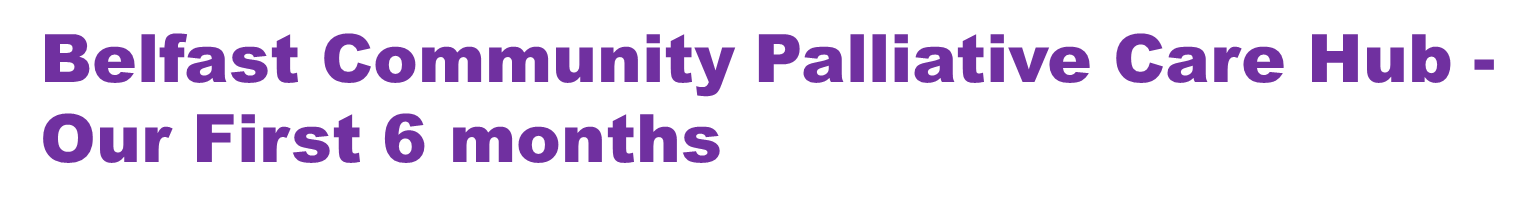 Belfast Community Palliative Care Hub -
Our First 6 months